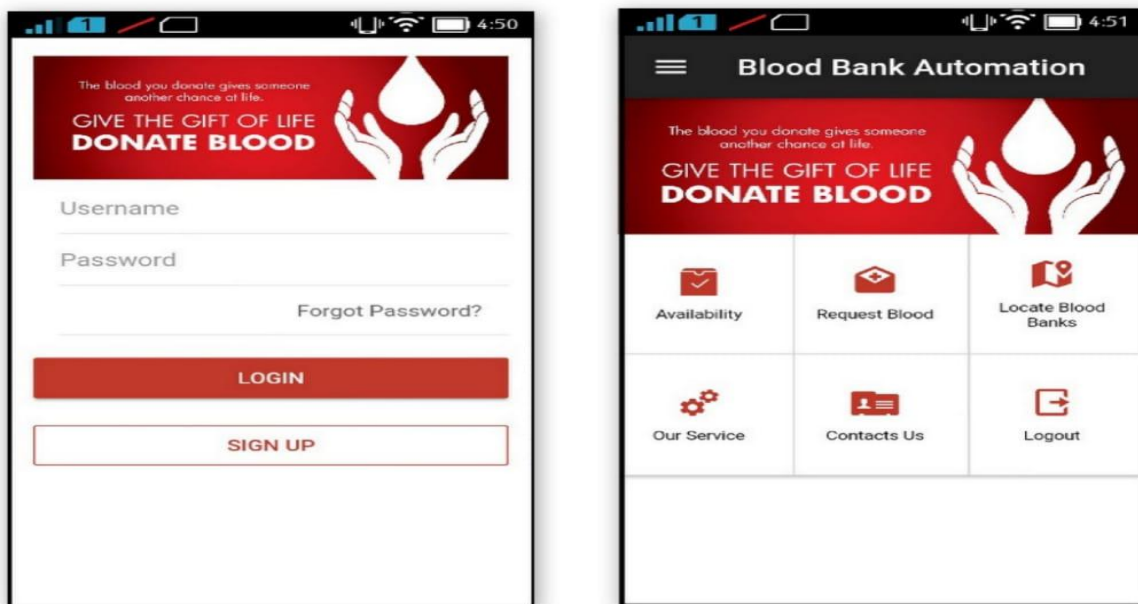 1
4:50
The blood you donate gives someone
another chance at life.
GIVE THE GIFT OF LIFE
DONATE BLOOD
Username
Password
Forgot Password?
LOGIN
SIGN UP
1
4:51
Blood Bank Automation
The blood you donate gives someone
another chance at life.
GIVE THE GIFT OF LIFE
DONATE BLOOD
Availability
Request Blood
Locate Blood
Banks
Our Service
Contacts Us
Logout